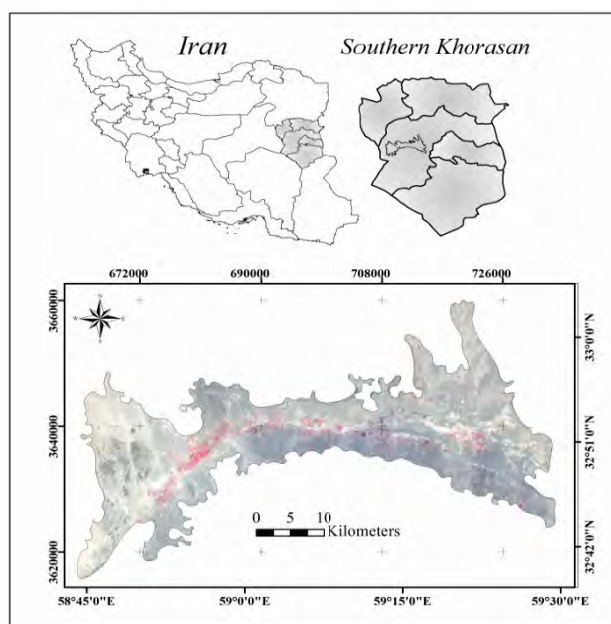 Iran
Southern Khorasan
672000 690000 708000 726000
3660000
3640000
3620000
N
W E
S
33°0'0"N
32°51'0"N
32°42'0"N
0 5 10
Kilometers
58°45'0"E 59°0'0"E 59°15'0"E 59°30'0"E